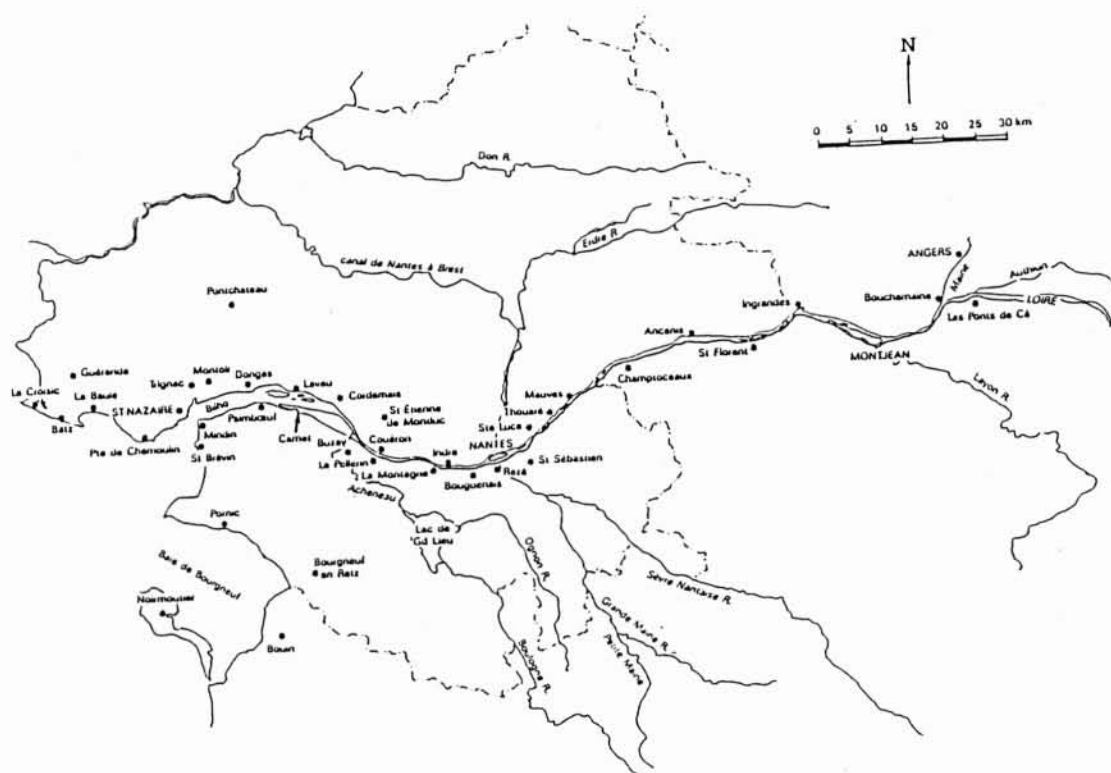 N
0 5 10 15 20 25 30 km
Don R.
Erdre R.
canal de Nantes à Brest
ANGERS
Maine
Authion
Bouchemaine
LOIRE
Les Ponts de Cé
Pontchateau
Ingrandes
Ancenis
St Florent
MONTJEAN
Champtoceaux
Layon R.
Guérande
Montoir
Trignac
Donges
Lavau
Cordemais
Mauves
Le Croisic
La Baule
ST NAZAIRE
Batz
Paimboeuf
Carnet
St Étienne
de Montluc
Thouaré
Ste Luce
Mindin
Pte de Chemoulin
St Brévin
Buzay
Couëron
NANTES
Le Pellerin
Indre
La Montagne
St Sébastien
Rezé
Bouguenais
Acheneau
Pornic
Lac de
Gd Lieu
Ognon R.
Baie de Bourgneuf
Bourgneuf
en Retz
Sèvre Nantaise R.
Noirmoutier
Grande Maine R.
Bouin
Boulogne R.
Petite Maine